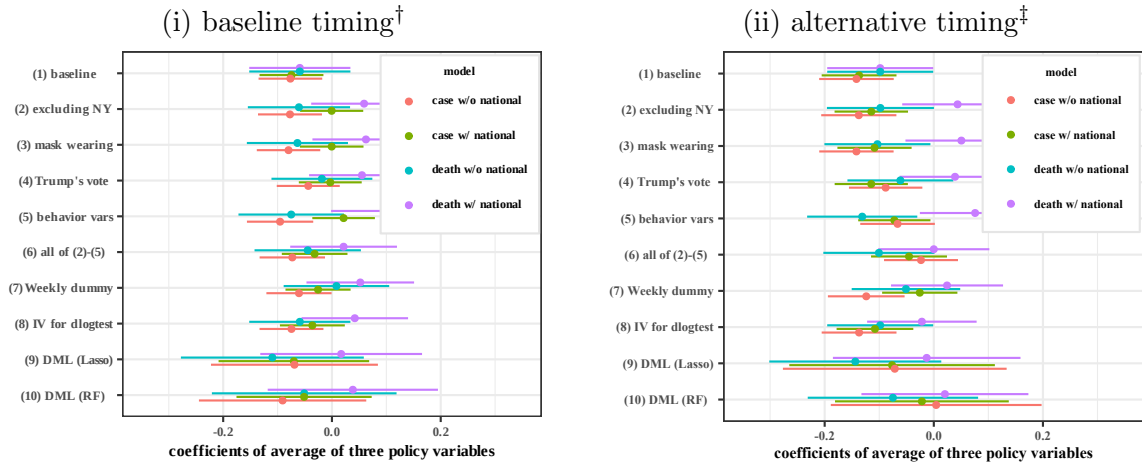 (i) baseline timing†
(1) baseline
(2) excluding NY
(3) mask wearing
(4) Trump's vote
(5) behavior vars
(6) all of (2)-(5)
(7) Weekly dummy
(8) IV for dlogtest
(9) DML (Lasso)
(10) DML (RF)
model
case w/o national
case w/ national
death w/o national
death w/ national
-0.2
0.0
0.2
coefficients of average of three policy variables
(ii) alternative timing‡
(1) baseline
(2) excluding NY
(3) mask wearing
(4) Trump's vote
(5) behavior vars
(6) all of (2)-(5)
(7) Weekly dummy
(8) IV for dlogtest
(9) DML (Lasso)
(10) DML (RF)
model
case w/o national
case w/ national
death w/o national
death w/ national
-0.2
0.0
0.2
coefficients of average of three policy variables